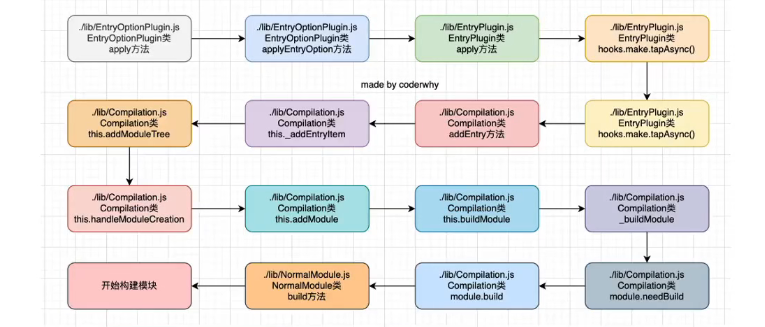 ./lib/EntryOptionPlugin.js
EntryOptionPlugin类
apply方法
./lib/EntryOptionPlugin.js
EntryOptionPlugin类
applyEntryOption方法
./lib/EntryPlugin.js
EntryPlugin类
apply方法
./lib/EntryPlugin.js
EntryPlugin类
hooks.make.tapAsync()
made by coderwhy
./lib/Compilation.js
Compilation类
this.addModuleTree
./lib/Compilation.js
Compilation类
this._addEntryItem
./lib/Compilation.js
Compilation类
addEntry方法
./lib/EntryPlugin.js
EntryPlugin类
hooks.make.tapAsync()
./lib/Compilation.js
Compilation类
this.handleModuleCreation
./lib/Compilation.js
Compilation类
this.addModule
./lib/Compilation.js
Compilation类
this.buildModule
./lib/Compilation.js
Compilation类
_buildModule
开始构建模块
./lib/NormalModule.js
NormalModule类
build方法
./lib/Compilation.js
Compilation类
module.build
./lib/Compilation.js
Compilation类
module.needBuild